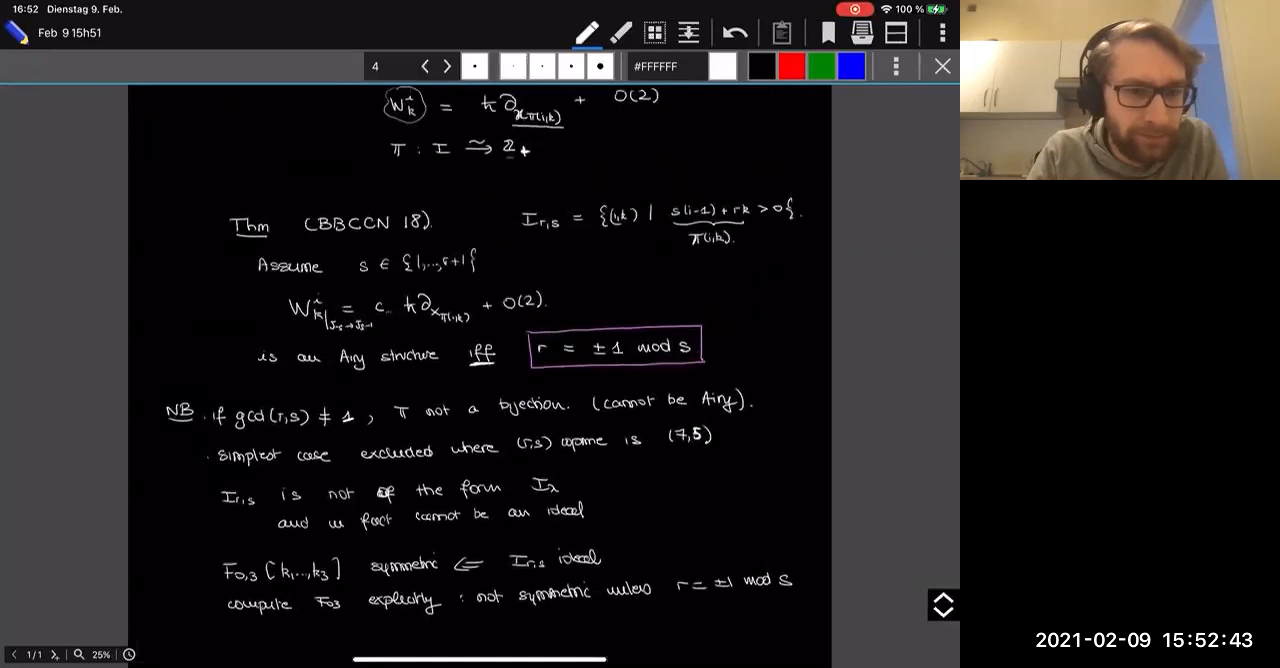 16:52 Dienstag 9. Feb.
100 %
Feb 9 15h51
4
#FFFFFF
W^i_k = ħ∂_{x_{π(i,k)}} + O(2)
π : I ≃→ Z_+
Thm (BBCCN 18). I_{r,s} = {(i,k) | s(i-1) + rk > 0}.
π(i,k).
Assume s ∈ {1,...,r+1}
W^i_k|_{J_{-s} → J_{-s}-1} = c.. ħ∂_{x_{π(i,k)}} + O(2).
is an Airy structure iff r = ±1 mod s
NB . if gcd(r,s) ≠ 1, π not a bijection. (cannot be Airy).
. simplest case excluded where (r,s) coprime is (7,5)
I_{r,s} is not of the form I_λ
and in fact cannot be an ideal
F_{0,3}[k_1,...,k_3] symmetric ⇐ I_{r,s} ideal
compute F_{03} explicitly : not symmetric unless r = ±1 mod s
1/1 25%
2021-02-09 15:52:43